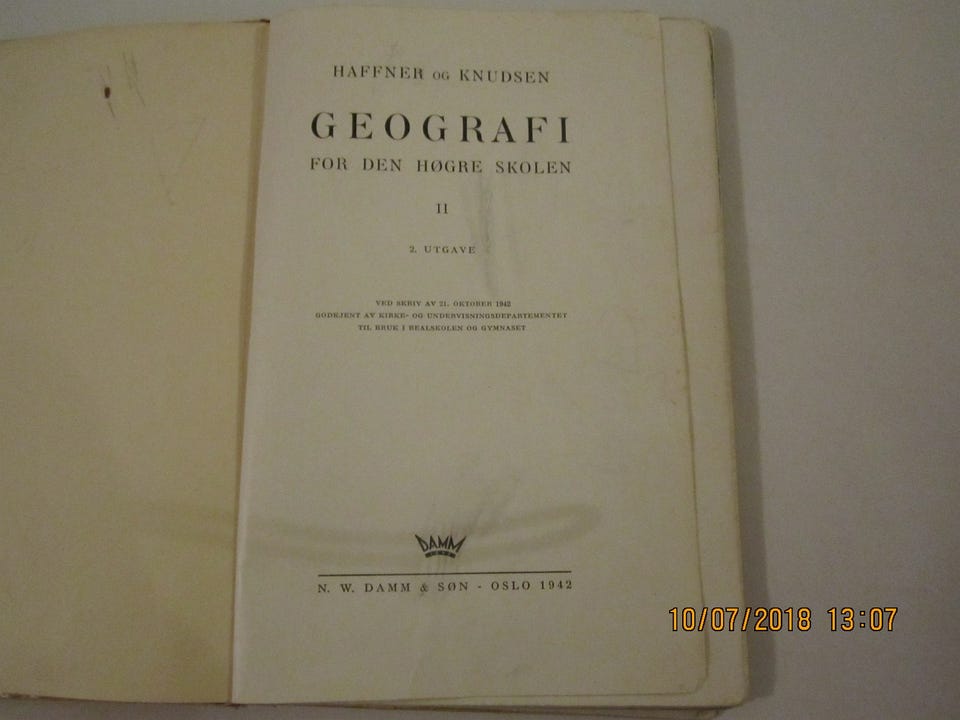 HAFFNER OG KNUDSEN
GEOGRAFI
FOR DEN HØGRE SKOLEN
II
2. UTGAVE
VED SKRIV AV 21. OKTOBER 1942
GODKJENT AV KIRKE- OG UNDERVISNINGSDEPARTEMENTET
TIL BRUK I REALSKOLEN OG GYMNASET
DAMM
N. W. DAMM & SØN - OSLO 1942
10/07/2018 13:07